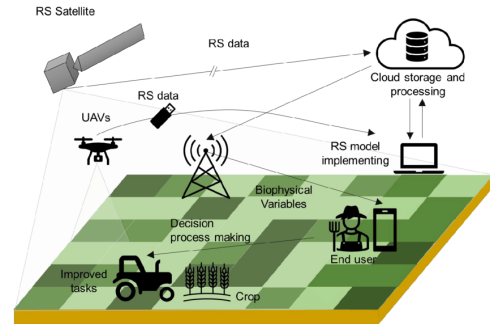 RS Satellite
RS data
Cloud storage and
processing
RS data
UAVs
RS model
implementing
Biophysical
Variables
Decision
process making
End user
Improved
tasks
Crop